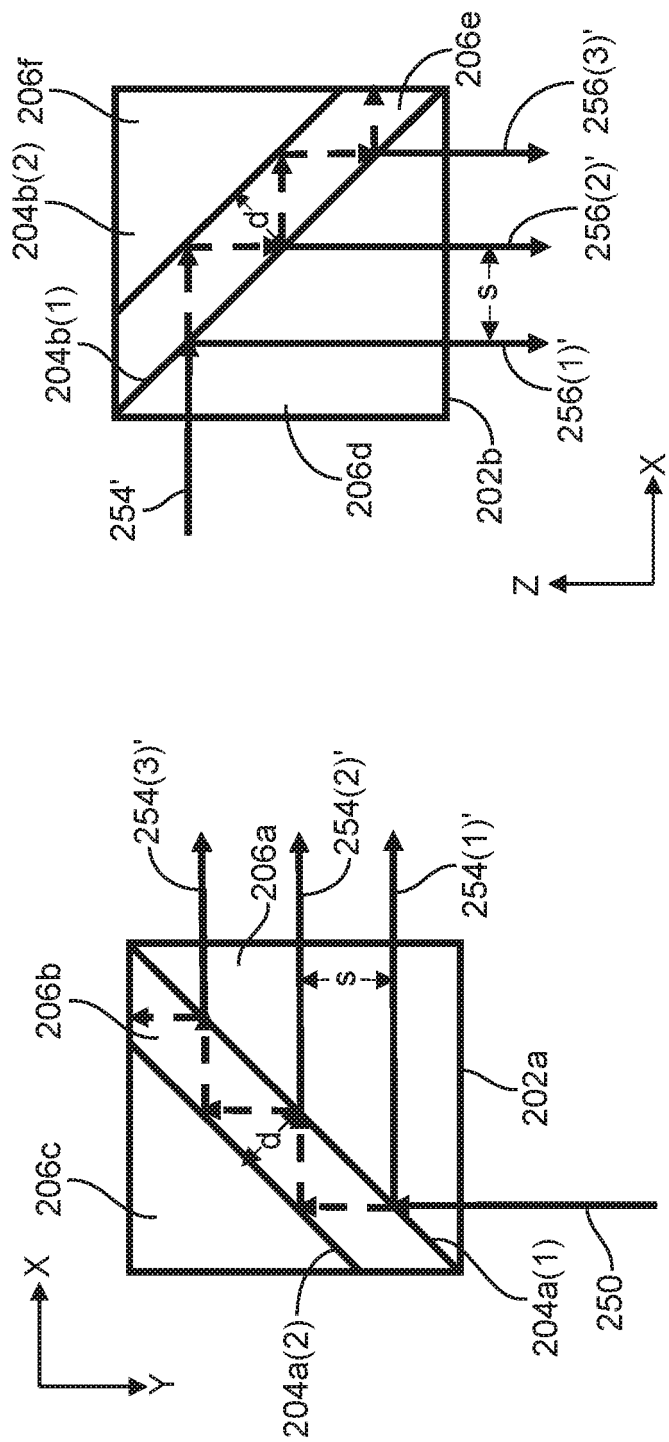 X
Y
206c
206b
254(3)'
206a
254(2)'
d
s
254(1)'
204a(2)
204a(1)
202a
250
204b(1)
204b(2)
206f
254'
d
206e
206d
s
202b
256(1)'
256(2)'
256(3)'
Z
X